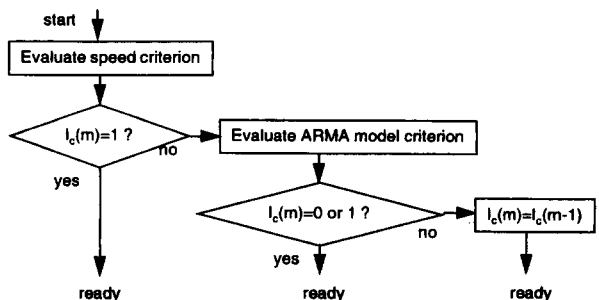 start
Evaluate speed criterion
I_c(m)=1 ?
no
Evaluate ARMA model criterion
yes
I_c(m)=0 or 1 ?
no
I_c(m)=I_c(m-1)
yes
ready
ready
ready